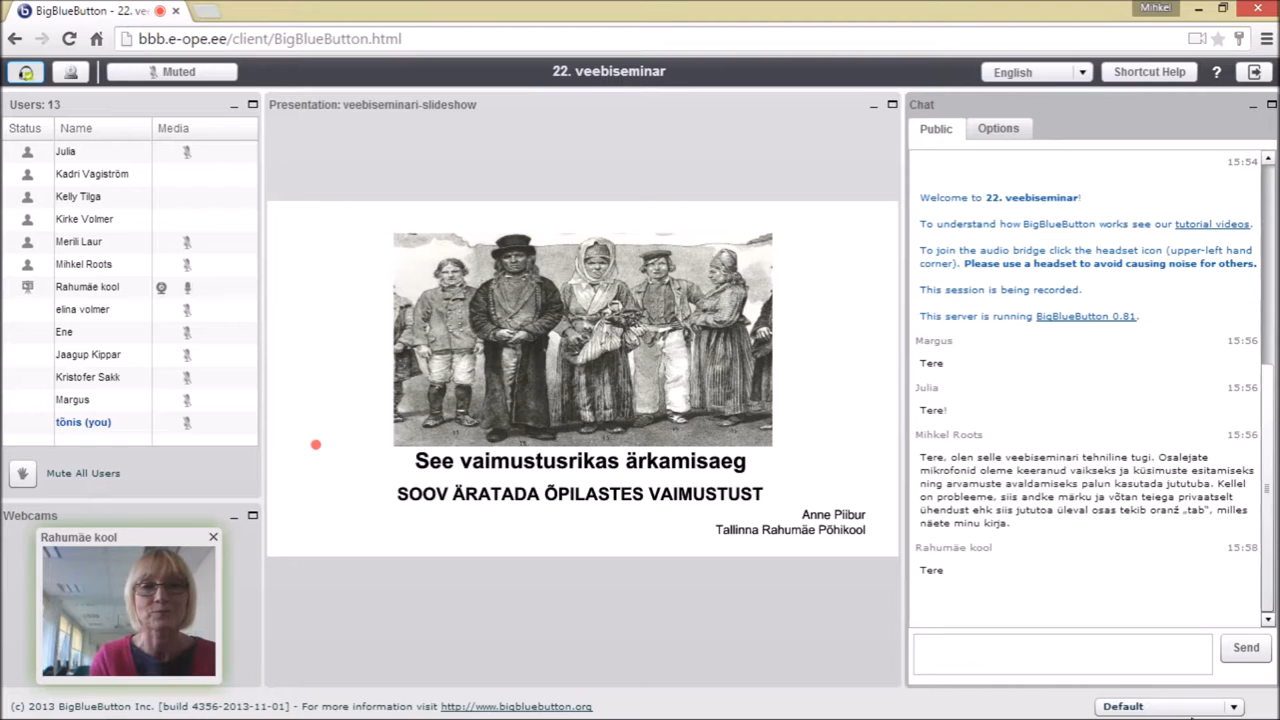 BigBlueButton - 22. ve
Mihkel
bbb.e-ope.ee/client/BigBlueButton.html
Muted
22. veebiseminar
English
Shortcut Help
?
Users: 13
Status Name Media
Julia
Kadri Vagiström
Kelly Tilga
Kirke Volmer
Merili Laur
Mihkel Roots
Rahumäe kool
elina volmer
Ene
Jaagup Kippar
Kristofer Sakk
Margus
tõnis (you)
Mute All Users
Webcams
Rahumäe kool
Presentation: veebiseminari-slideshow
See vaimustusrikas ärkamisaeg
SOOV ÄRATADA ÕPILASTES VAIMUSTUST
Anne Piibur
Tallinna Rahumäe Põhikool
Chat
Public Options
15:54
Welcome to 22. veebiseminar!
To understand how BigBlueButton works see our tutorial videos.
To join the audio bridge click the headset icon (upper-left hand
corner). Please use a headset to avoid causing noise for others.
This session is being recorded.
This server is running BigBlueButton 0.81.
Margus 15:56
Tere
Julia 15:56
Tere!
Mihkel Roots 15:56
Tere, olen selle veebiseminari tehniline tugi. Osalejate
mikrofonid oleme keeranud vaikseks ja küsimuste esitamiseks
ning arvamuste avaldamiseks palun kasutada jututuba. Kellel
on probleeme, siis andke märku ja võtan teiega privaatselt
ühendust ehk siis jututoa üleval osas tekib oranž „tab“, milles
näete minu kirja.
Rahumäe kool 15:58
Tere
Send
(c) 2013 BigBlueButton Inc. [build 4356-2013-11-01] - For more information visit http://www.bigbluebutton.org
Default